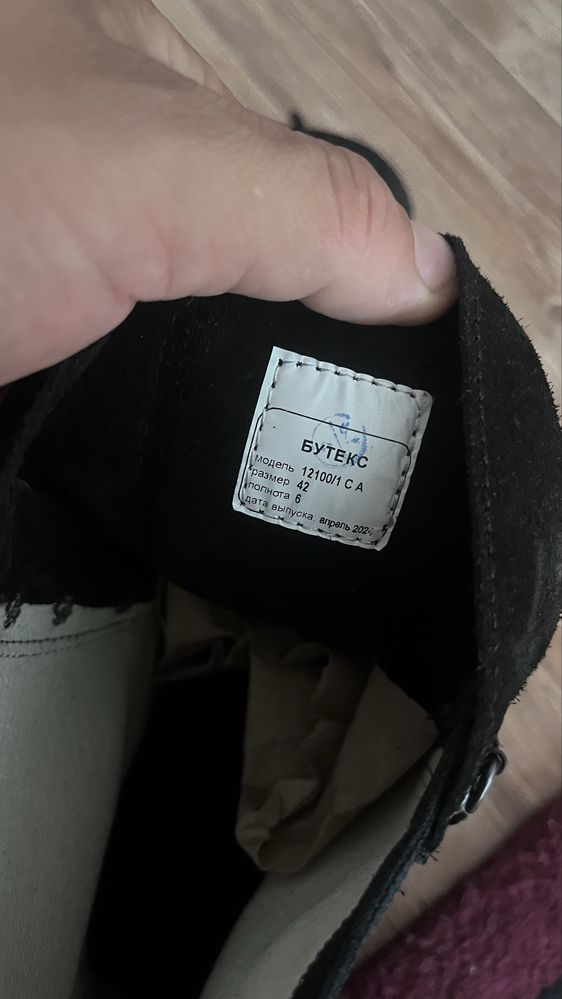 БУТЕКС
модель 12100/1 С А
размер 42
полнота 6
дата выпуска апрель